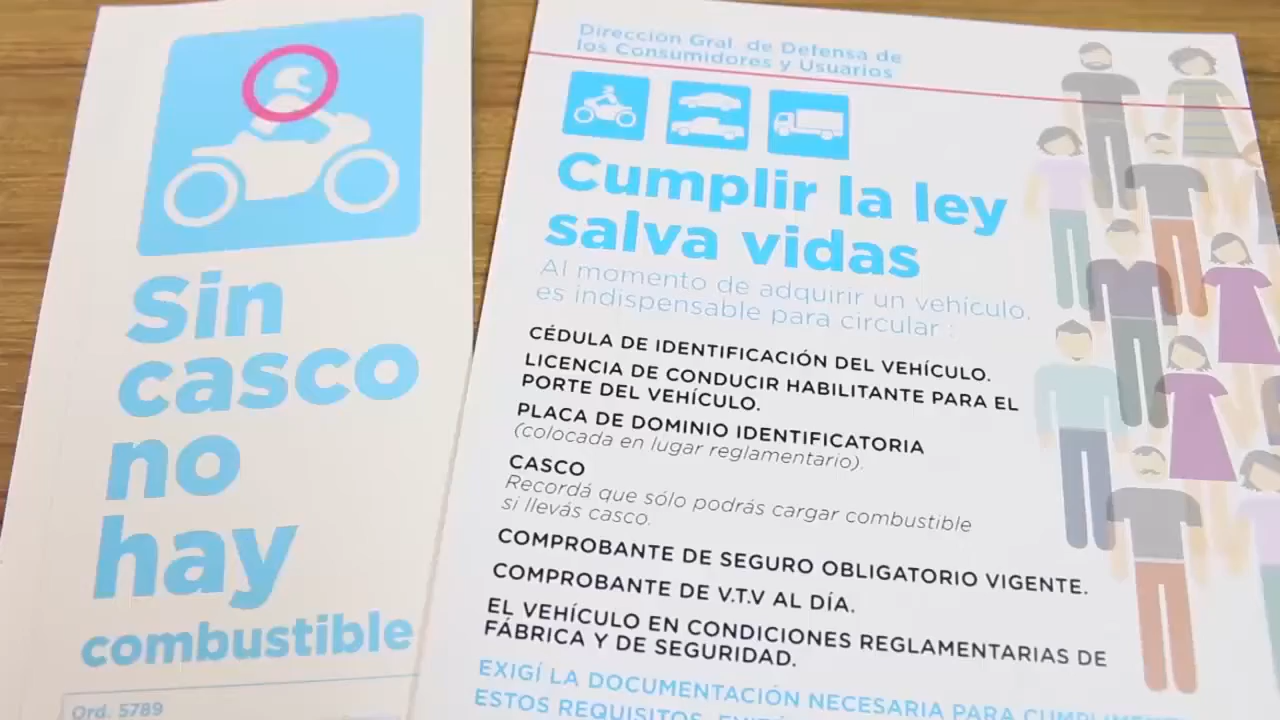 Sin
casco
no
hay
combustible
Ord. 5789
Dirección Gral. de Defensa de
los Consumidores y Usuarios
Cumplir la ley
salva vidas
Al momento de adquirir un vehículo,
es indispensable para circular :
CÉDULA DE IDENTIFICACIÓN DEL VEHÍCULO.
LICENCIA DE CONDUCIR HABILITANTE PARA EL
PORTE DEL VEHÍCULO.
PLACA DE DOMINIO IDENTIFICATORIA
(colocada en lugar reglamentario).
CASCO
Recordá que sólo podrás cargar combustible
si llevás casco.
COMPROBANTE DE SEGURO OBLIGATORIO VIGENTE.
COMPROBANTE DE V.T.V AL DÍA.
EL VEHÍCULO EN CONDICIONES REGLAMENTARIAS DE
FÁBRICA Y DE SEGURIDAD.
EXIGÍ LA DOCUMENTACIÓN NECESARIA PARA
ESTOS REQUISITOS